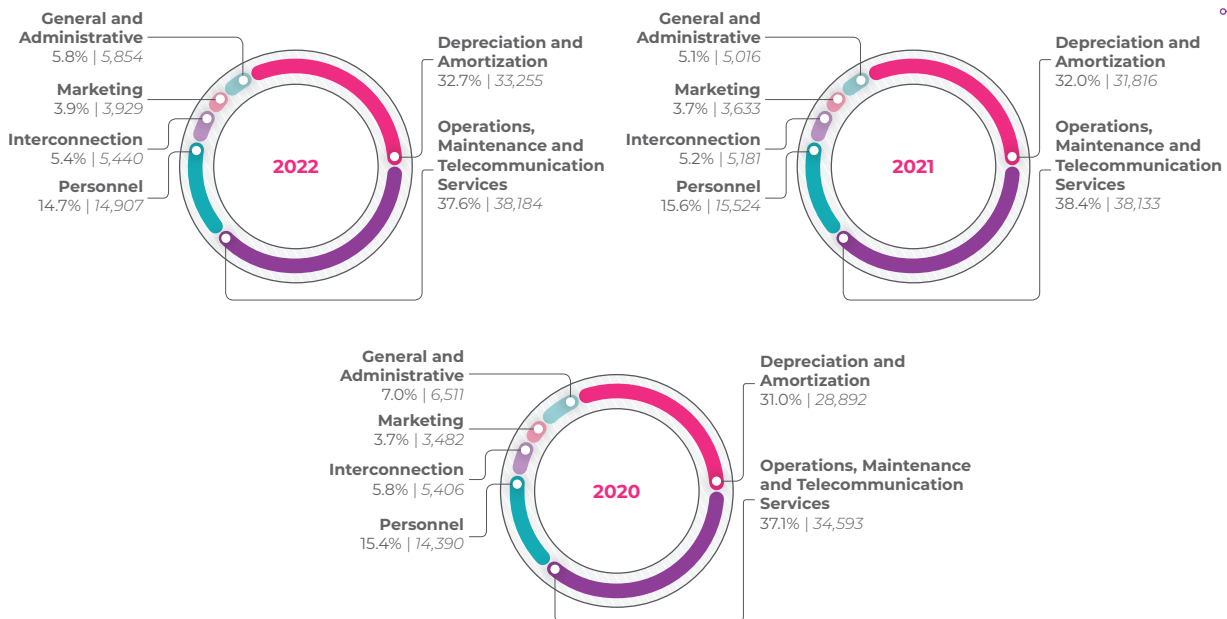 General and
Administrative
5.8% | 5,854
Marketing
3.9% | 3,929
Interconnection
5.4% | 5,440
Personnel
14.7% | 14,907
2022
Depreciation and
Amortization
32.7% | 33,255
Operations,
Maintenance and
Telecommunication
Services
37.6% | 38,184
General and
Administrative
5.1% | 5,016
Marketing
3.7% | 3,633
Interconnection
5.2% | 5,181
Personnel
15.6% | 15,524
2021
Depreciation and
Amortization
32.0% | 31,816
Operations,
Maintenance and
Telecommunication
Services
38.4% | 38,133
General and
Administrative
7.0% | 6,511
Marketing
3.7% | 3,482
Interconnection
5.8% | 5,406
Personnel
15.4% | 14,390
2020
Depreciation and
Amortization
31.0% | 28,892
Operations, Maintenance
and Telecommunication
Services
37.1% | 34,593